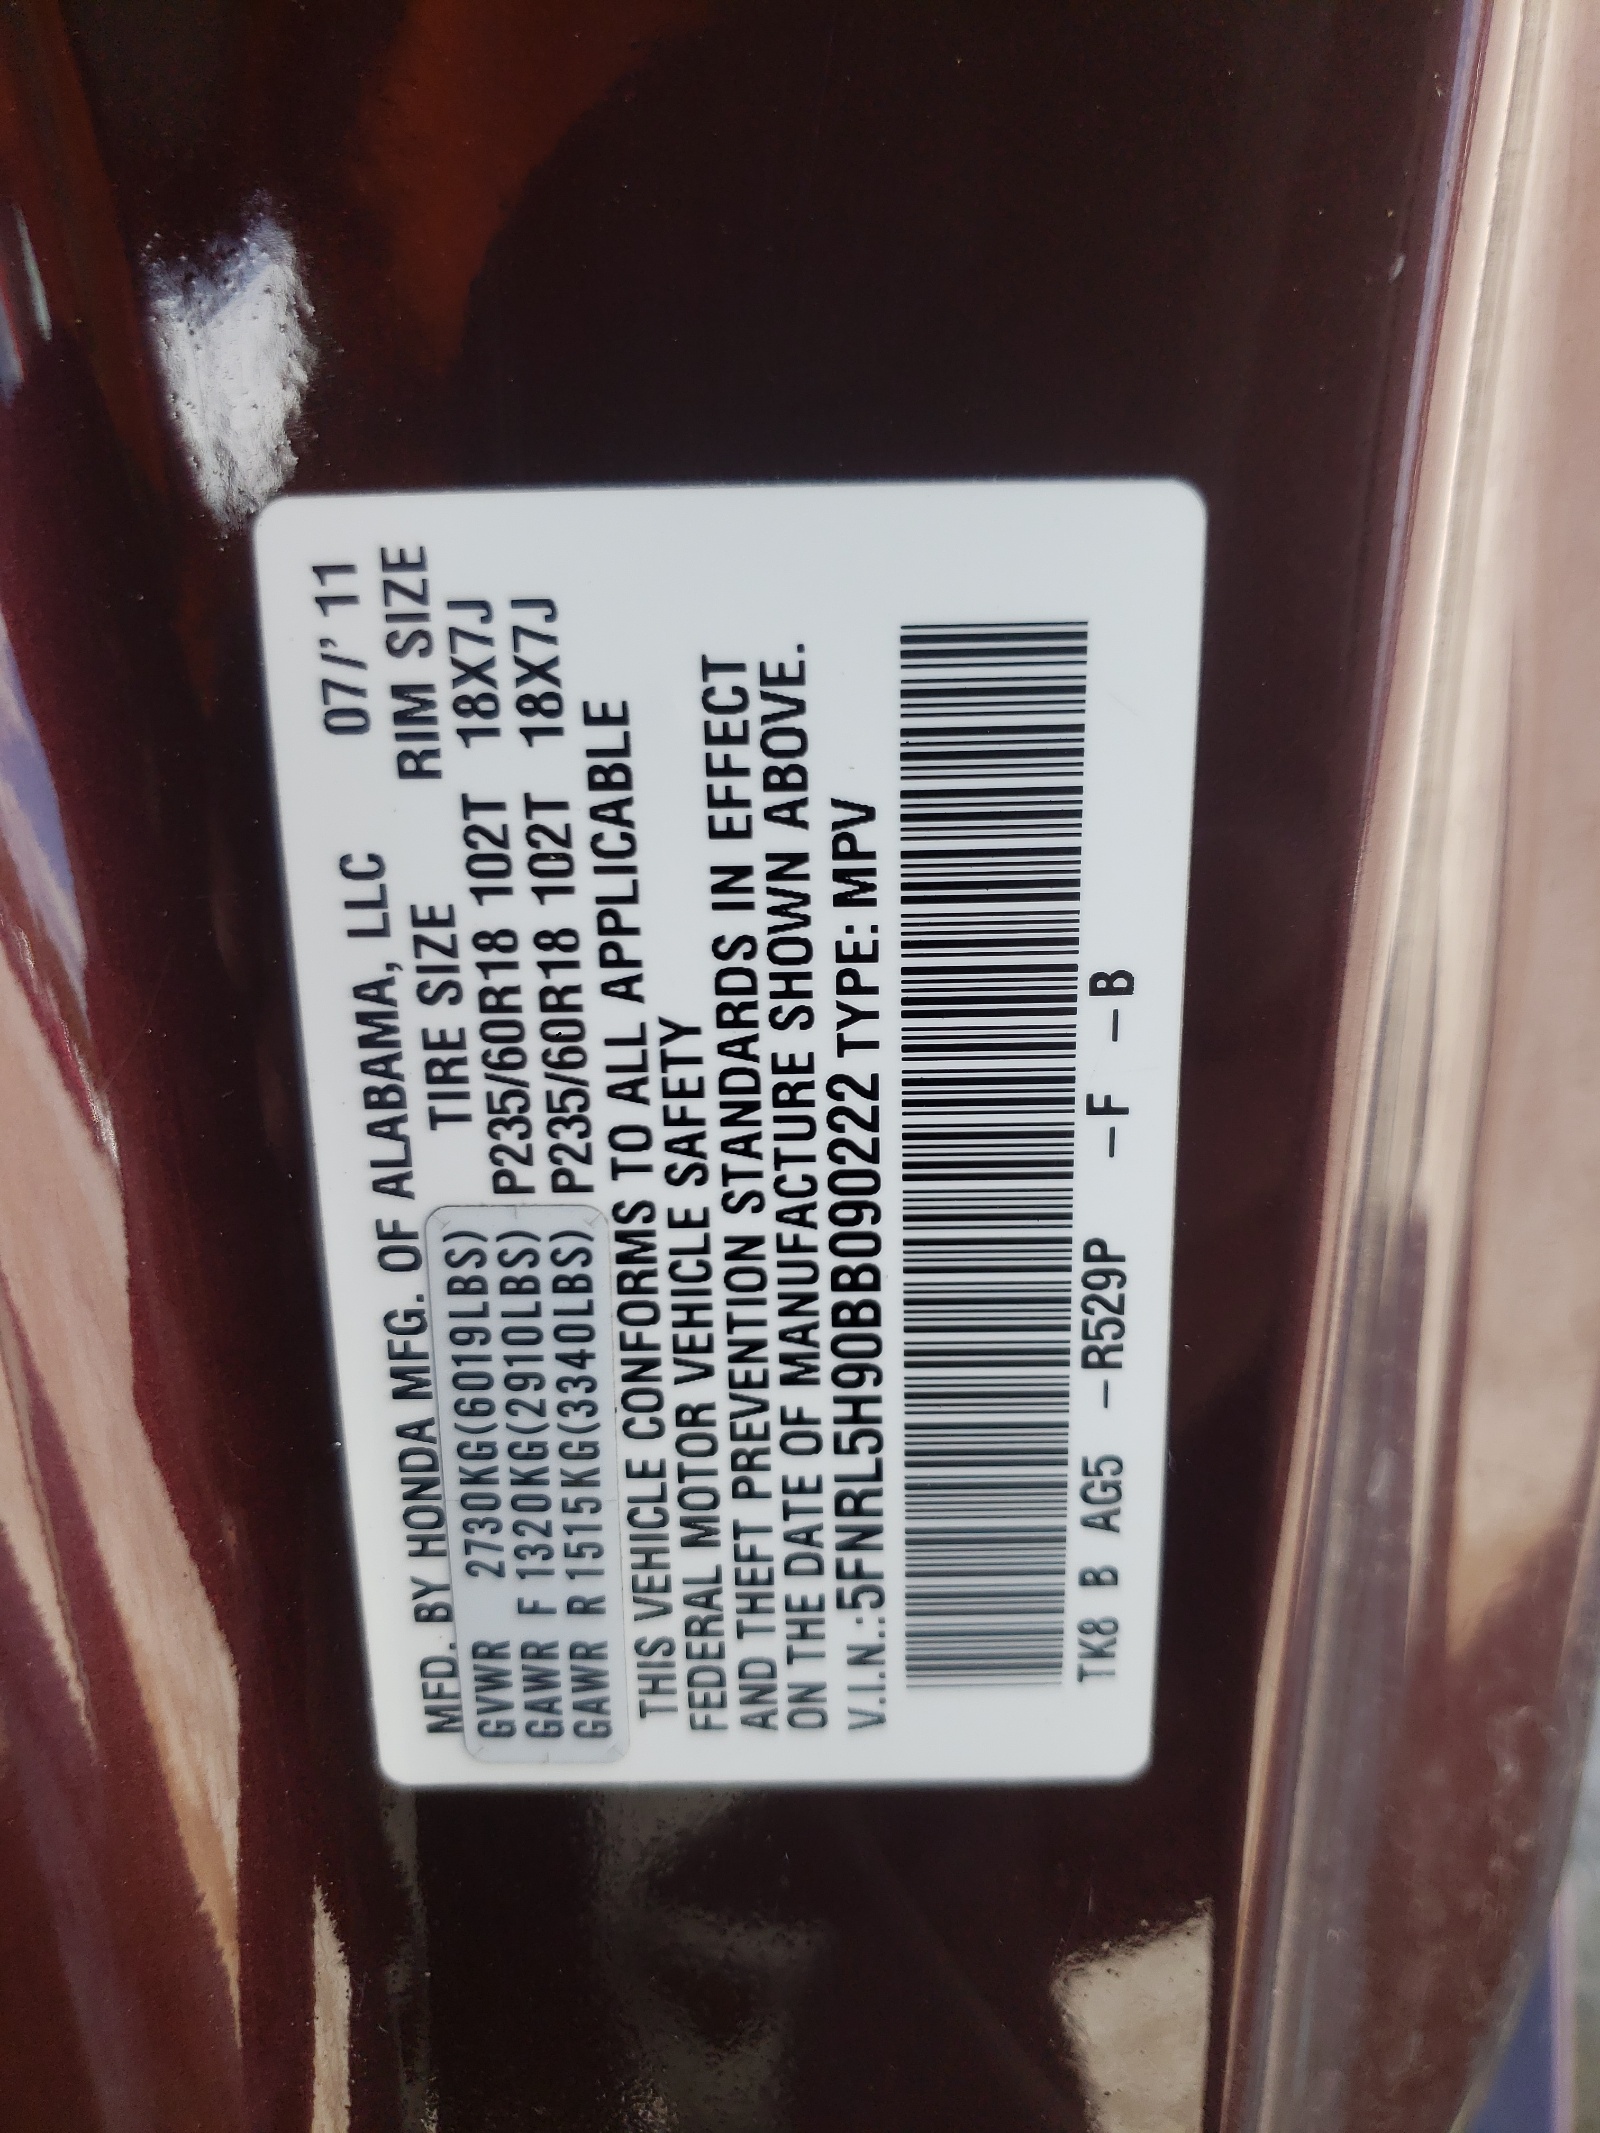 MFD. BY HONDA MFG. OF ALABAMA, LLC 07/' 11
TIRE SIZE RIM SIZE
GVWR 2730KG(6019LBS)
GAWR F 1320KG(2910LBS) P235/60R18 102T 18X7J
GAWR R 1515KG(3340LBS) P235/60R18 102T 18X7J
THIS VEHICLE CONFORMS TO ALL APPLICABLE
FEDERAL MOTOR VEHICLE SAFETY
AND THEFT PREVENTION STANDARDS IN EFFECT
ON THE DATE OF MANUFACTURE SHOWN ABOVE.
V.I.N.:5FNRL5H90BB090222 TYPE: MPV
TK8 B AG5 –R529P –F –B